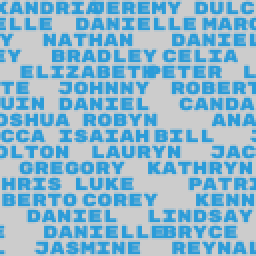 XANDRIA JEREMY DULC
ELLE DANIELLE MARC
Y NATHAN DANIEL
EY BRADLEY CELIA
ELIZABETH PETER L
TE JOHNNY ROBERT
UIN DANIEL CANDA
OSHUA ROBYN ANA
CCA ISAIAH BILL J
OLTON LAURYN JAC
GREGORY KATHRYN
HRIS LUKE PATRI
BERTO COREY KENN
DANIEL LINDSAY
E DANIELLE BRYCE
L JASMINE REYNAL